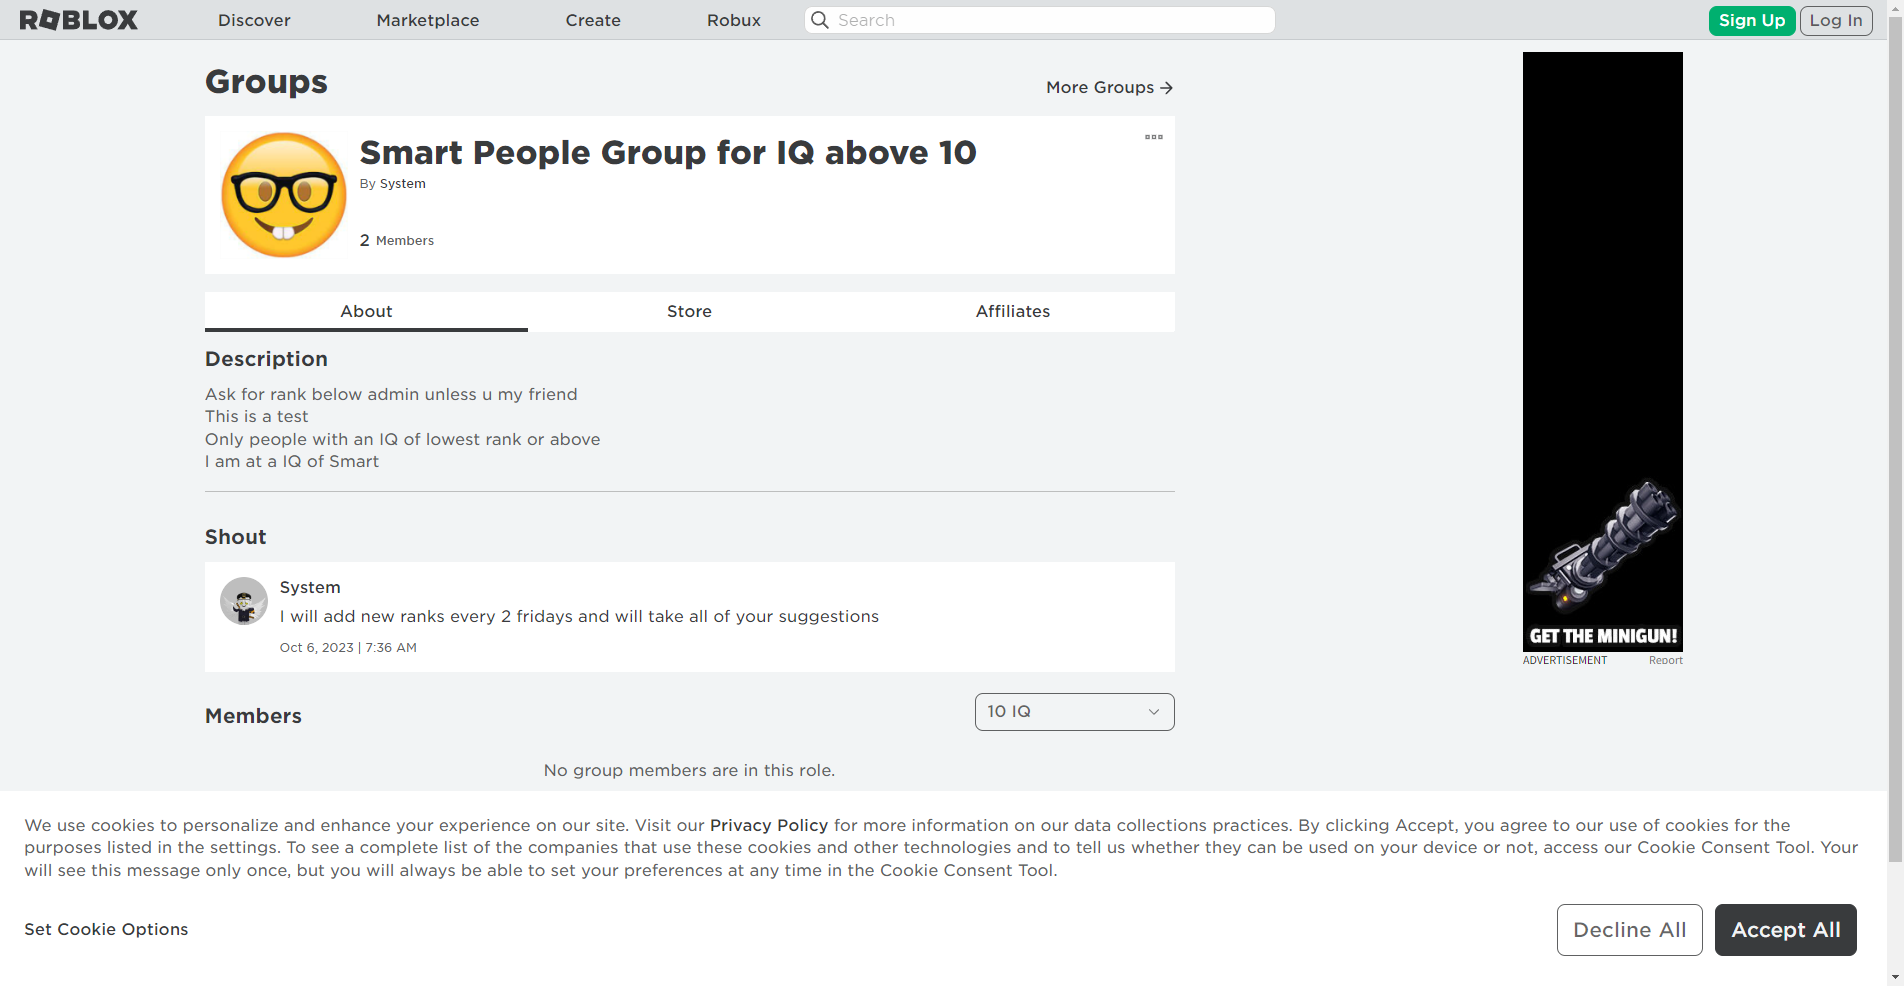 ROBLOX
Discover
Marketplace
Create
Robux
Search
Sign Up
Log In
Groups
More Groups
Smart People Group for IQ above 10
By System
2 Members
About
Store
Affiliates
Description
Ask for rank below admin unless u my friend
This is a test
Only people with an IQ of lowest rank or above
I am at a IQ of Smart
Shout
System
I will add new ranks every 2 fridays and will take all of your suggestions
Oct 6, 2023 | 7:36 AM
Members
10 IQ
No group members are in this role.
GET THE MINIGUN!
ADVERTISEMENT
Report
We use cookies to personalize and enhance your experience on our site. Visit our Privacy Policy for more information on our data collections practices. By clicking Accept, you agree to our use of cookies for the
purposes listed in the settings. To see a complete list of the companies that use these cookies and other technologies and to tell us whether they can be used on your device or not, access our Cookie Consent Tool. Your
will see this message only once, but you will always be able to set your preferences at any time in the Cookie Consent Tool.
Set Cookie Options
Decline All
Accept All